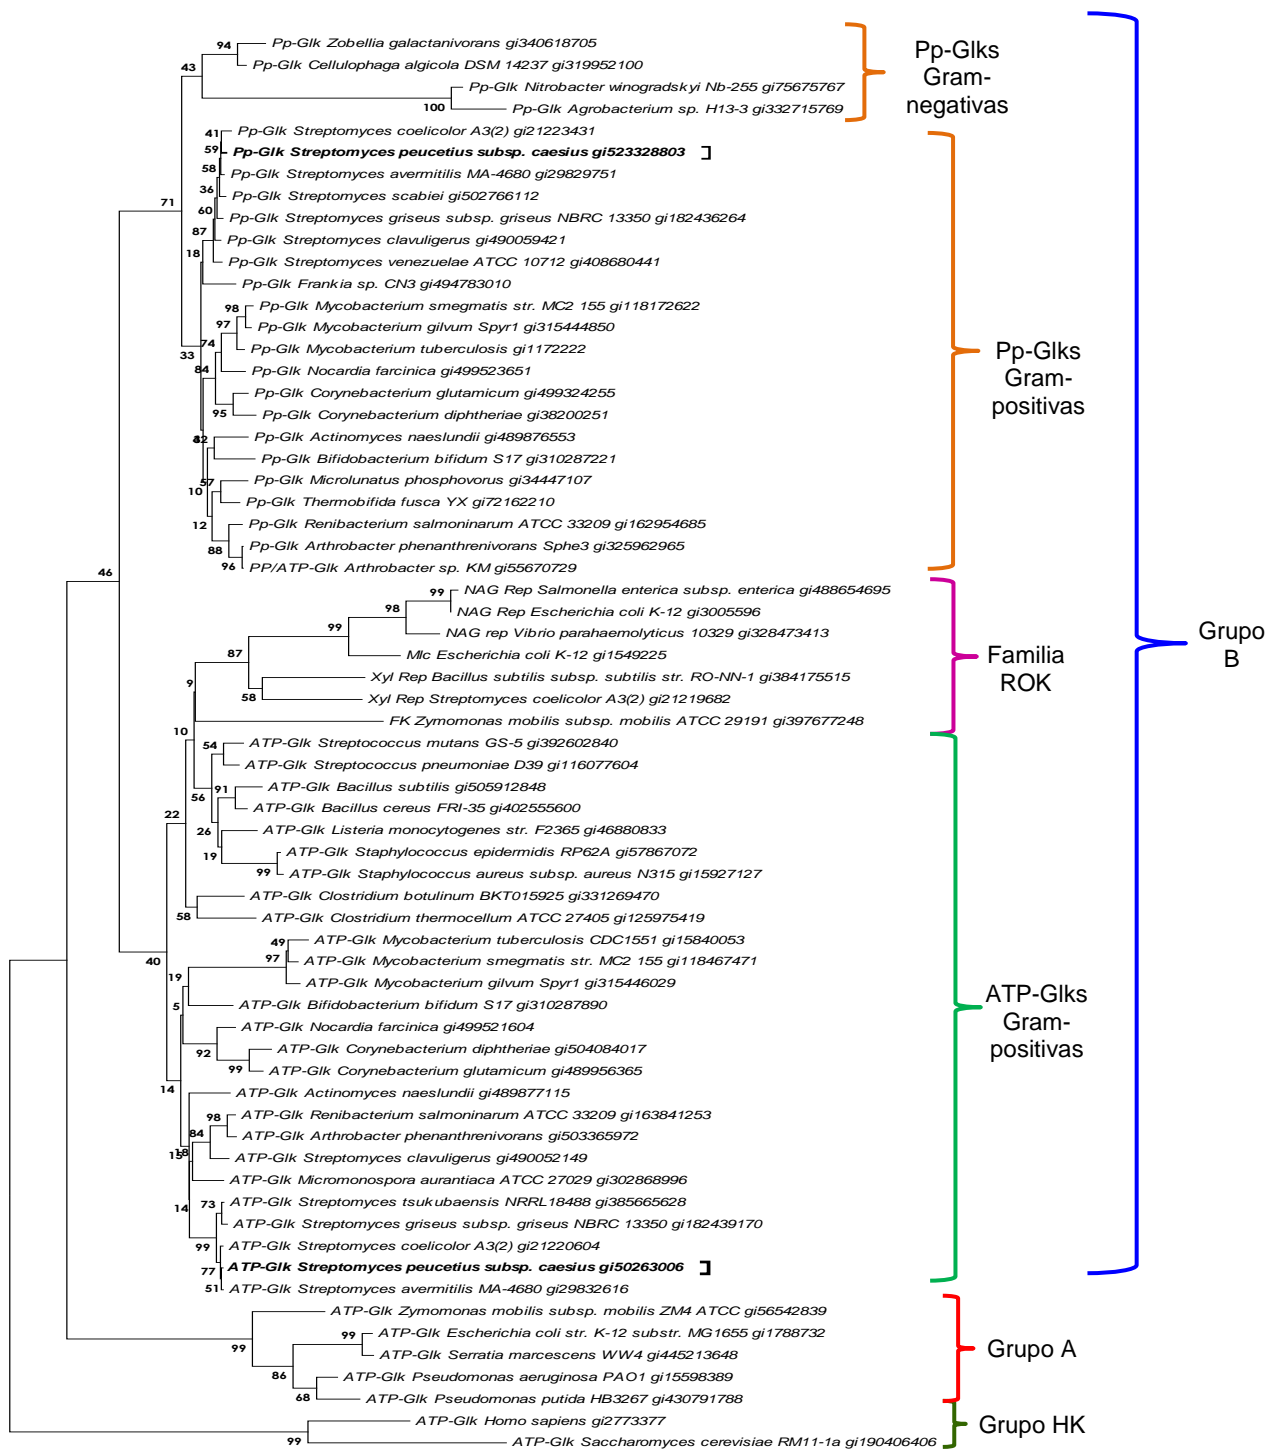 94
Pp-Glk Zobellia galactanivorans gi340618705
Pp-Glk Cellulophaga algicola DSM 14237 gi319952100
43
Pp-Glk Nitrobacter winogradskyi Nb-255 gi75675767
100
Pp-Glk Agrobacterium sp. H13-3 gi332715769
Pp-Glks
Gram-
negativas
41
Pp-Glk Streptomyces coelicolor A3(2) gi21223431
59
Pp-Glk Streptomyces peucetius subsp. caesius gi523328803
58
Pp-Glk Streptomyces avermitilis MA-4680 gi29829751
36
Pp-Glk Streptomyces scabiei gi502766112
71
60
Pp-Glk Streptomyces griseus subsp. griseus NBRC 13350 gi182436264
87
Pp-Glk Streptomyces clavuligerus gi490059421
18
Pp-Glk Streptomyces venezuelae ATCC 10712 gi408680441
Pp-Glk Frankia sp. CN3 gi494783010
98
Pp-Glk Mycobacterium smegmatis str. MC2 155 gi118172622
97
Pp-Glk Mycobacterium gilvum Spyr1 gi315444850
74
Pp-Glk Mycobacterium tuberculosis gi1172222
33
84
Pp-Glk Nocardia farcinica gi499523651
Pp-Glk Corynebacterium glutamicum gi499324255
95
Pp-Glk Corynebacterium diphtheriae gi38200251
Pp-Glks
Gram-
positivas
Pp-Glk Actinomyces naeslundii gi489876553
Pp-Glk Bifidobacterium bifidum S17 gi310287221
57
10
Pp-Glk Microlunatus phosphovorus gi34447107
Pp-Glk Thermobifida fusca YX gi72162210
12
Pp-Glk Renibacterium salmoninarum ATCC 33209 gi162954685
88
Pp-Glk Arthrobacter phenanthrenivorans Sphe3 gi325962965
96
PP/ATP-Glk Arthrobacter sp. KM gi55670729
46
99
NAG Rep Salmonella enterica subsp. enterica gi488654695
98
NAG Rep Escherichia coli K-12 gi3005596
99
NAG rep Vibrio parahaemolyticus 10329 gi328473413
87
Mlc Escherichia coli K-12 gi1549225
Xyl Rep Bacillus subtilis subsp. subtilis str. RO-NN-1 gi384175515
58
Xyl Rep Streptomyces coelicolor A3(2) gi21219682
9
FK Zymomonas mobilis subsp. mobilis ATCC 29191 gi397677248
Familia
ROK
Grupo
B
10
54
ATP-Glk Streptococcus mutans GS-5 gi392602840
ATP-Glk Streptococcus pneumoniae D39 gi116077604
56
91
ATP-Glk Bacillus subtilis gi505912848
ATP-Glk Bacillus cereus FRI-35 gi402555600
22
26
ATP-Glk Listeria monocytogenes str. F2365 gi46880833
19
ATP-Glk Staphylococcus epidermidis RP62A gi57867072
99
ATP-Glk Staphylococcus aureus subsp. aureus N315 gi15927127
ATP-Glk Clostridium botulinum BKT015925 gi331269470
58
ATP-Glk Clostridium thermocellum ATCC 27405 gi125975419
49
ATP-Glk Mycobacterium tuberculosis CDC1551 gi15840053
40
97
ATP-Glk Mycobacterium smegmatis str. MC2 155 gi118467471
19
ATP-Glk Mycobacterium gilvum Spyr1 gi315446029
5
ATP-Glk Bifidobacterium bifidum S17 gi310287890
ATP-Glk Nocardia farcinica gi499521604
92
ATP-Glk Corynebacterium diphtheriae gi504084017
99
ATP-Glk Corynebacterium glutamicum gi489956365
ATP-Glks
Gram-
positivas
14
ATP-Glk Actinomyces naeslundii gi489877115
98
ATP-Glk Renibacterium salmoninarum ATCC 33209 gi163841253
84
ATP-Glk Arthrobacter phenanthrenivorans gi503365972
15
18
ATP-Glk Streptomyces clavuligerus gi490052149
ATP-Glk Micromonospora aurantiaca ATCC 27029 gi302868996
14
73
ATP-Glk Streptomyces tsukubaensis NRRL18488 gi385665628
ATP-Glk Streptomyces griseus subsp. griseus NBRC 13350 gi182439170
99
ATP-Glk Streptomyces coelicolor A3(2) gi21220604
77
ATP-Glk Streptomyces peucetius subsp. caesius gi50263006
51
ATP-Glk Streptomyces avermitilis MA-4680 gi29832616
ATP-Glk Zymomonas mobilis subsp. mobilis ZM4 ATCC gi56542839
99
99
ATP-Glk Escherichia coli str. K-12 substr. MG1655 gi1788732
ATP-Glk Serratia marcescens WW4 gi445213648
86
ATP-Glk Pseudomonas aeruginosa PAO1 gi15598389
68
ATP-Glk Pseudomonas putida HB3267 gi430791788
Grupo A
ATP-Glk Homo sapiens gi2773377
99
ATP-Glk Saccharomyces cerevisiae RM11-1a gi190406406
Grupo HK